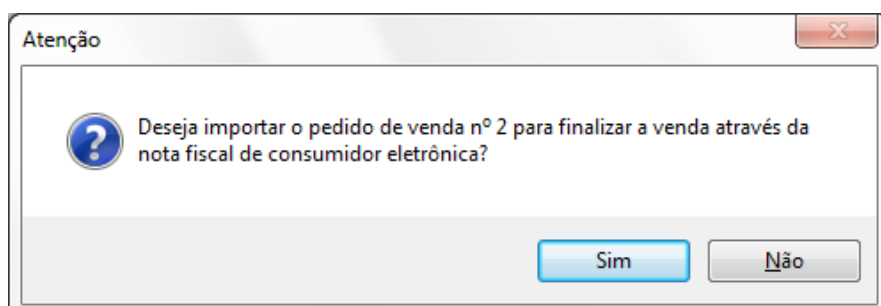 Atenção
Deseja importar o pedido de venda nº 2 para finalizar a venda através da
nota fiscal de consumidor eletrônica?
Sim
Não